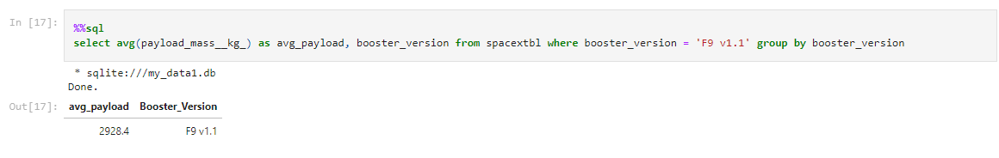 In [17]:
%%sql
select avg(payload_mass__kg_) as avg_payload, booster_version from spacextbl where booster_version = 'F9 v1.1' group by booster_version
* sqlite:///my_data1.db
Done.
Out[17]:
avg_payload Booster_Version
2928.4 F9 v1.1